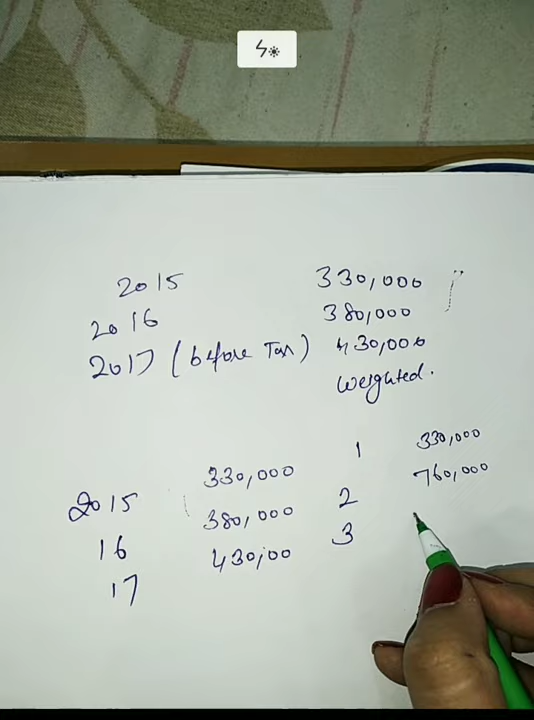 2015 330,000
2016 380,000
2017 (before Tax) 430,000
weighted.
2015 330,000 1 330,000
16 380,000 2 760,000
17 430,00 3